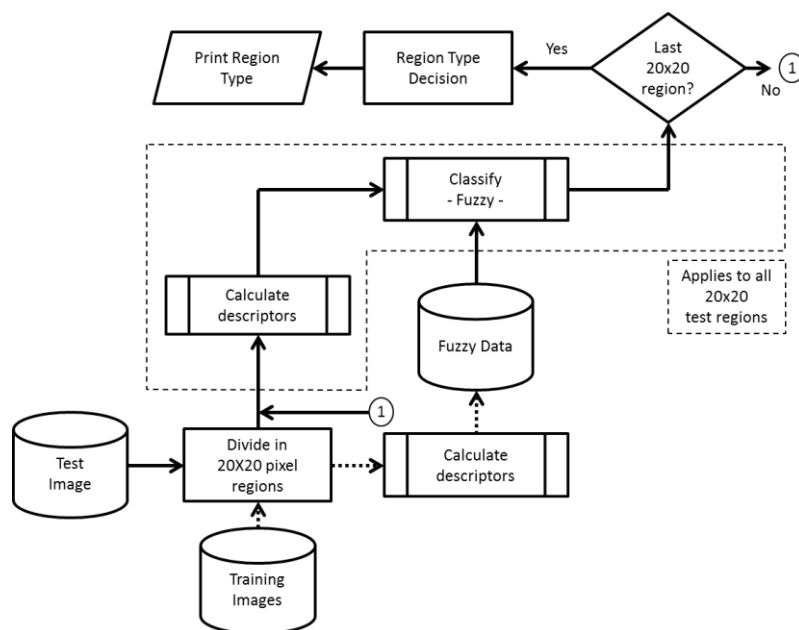 Print Region
Type
Region Type
Decision
Yes
Last
20x20
region?
1
No
Classify
- Fuzzy -
Calculate
descriptors
Applies to all
20x20
test regions
Fuzzy Data
1
Test
Image
Divide in
20X20 pixel
regions
Calculate
descriptors
Training
Images